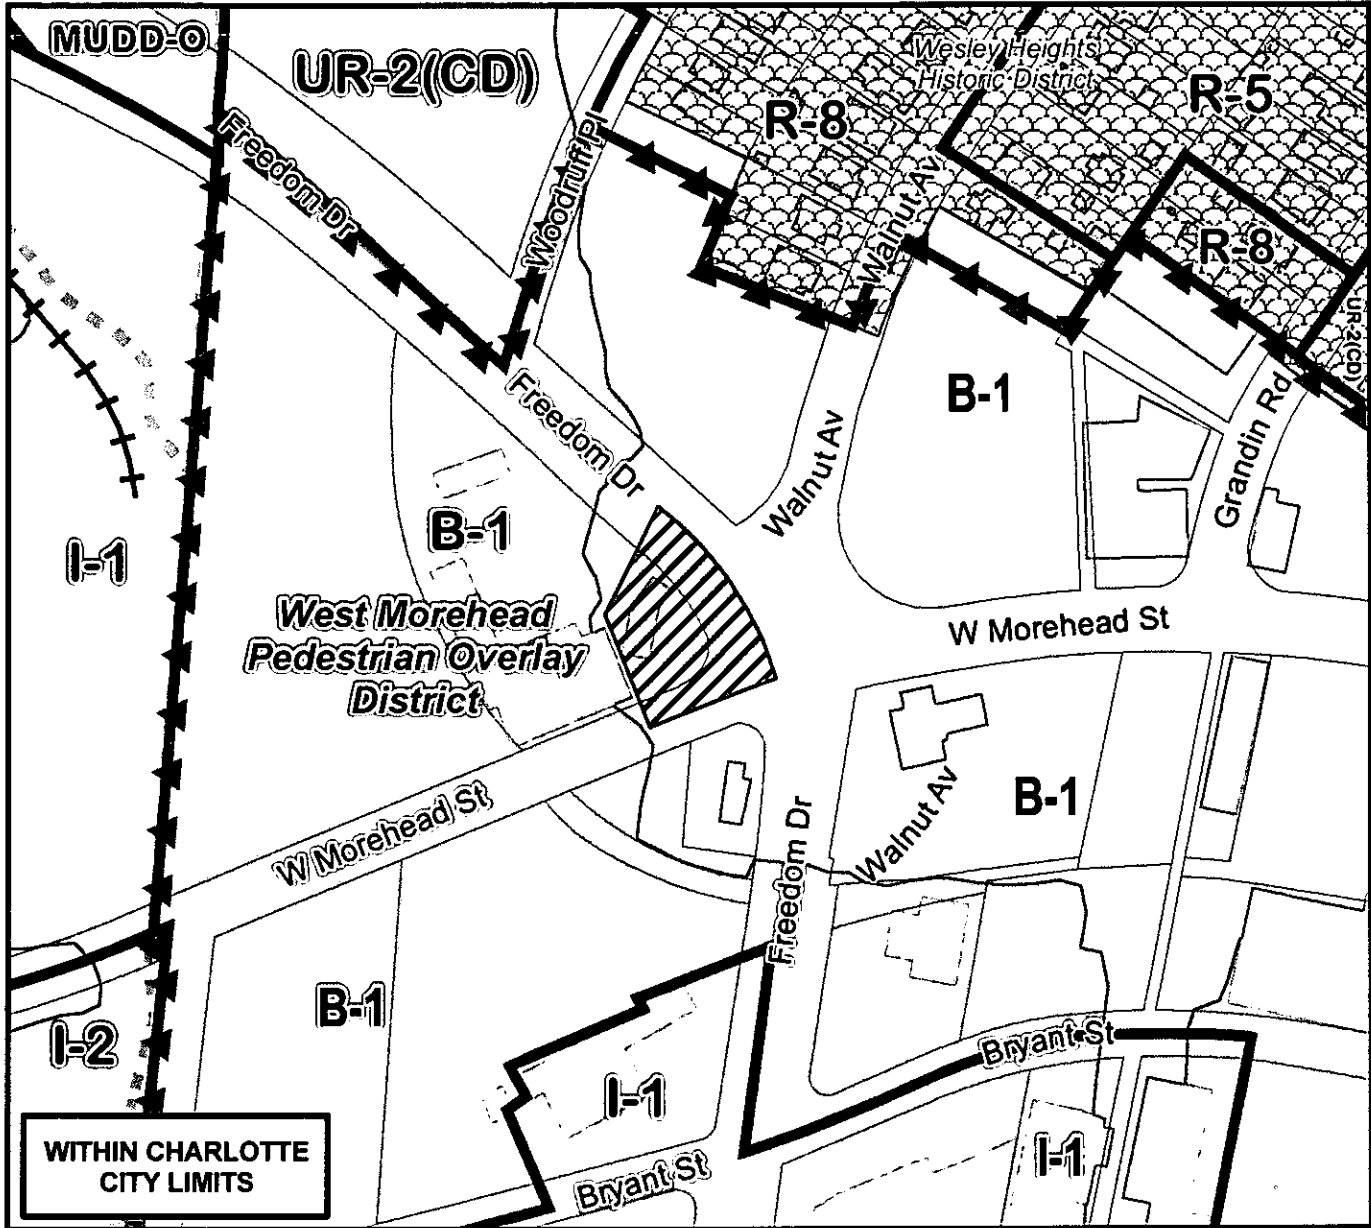 MUDD-O
UR-2(CD)
Wesley Heights
Historic District
R-5
R-8
Freedom Dr
Woodruff Pl
Walnut Av
R-8
UR-2(CD)
B-1
Freedom Dr
Walnut Av
Grandin Rd
B-1
I-1
West Morehead
Pedestrian Overlay
District
W Morehead St
B-1
W Morehead St
Walnut Av
Freedom Dr
B-1
I-2
Bryant St
I-1
I-1
Bryant St
WITHIN CHARLOTTE
CITY LIMITS